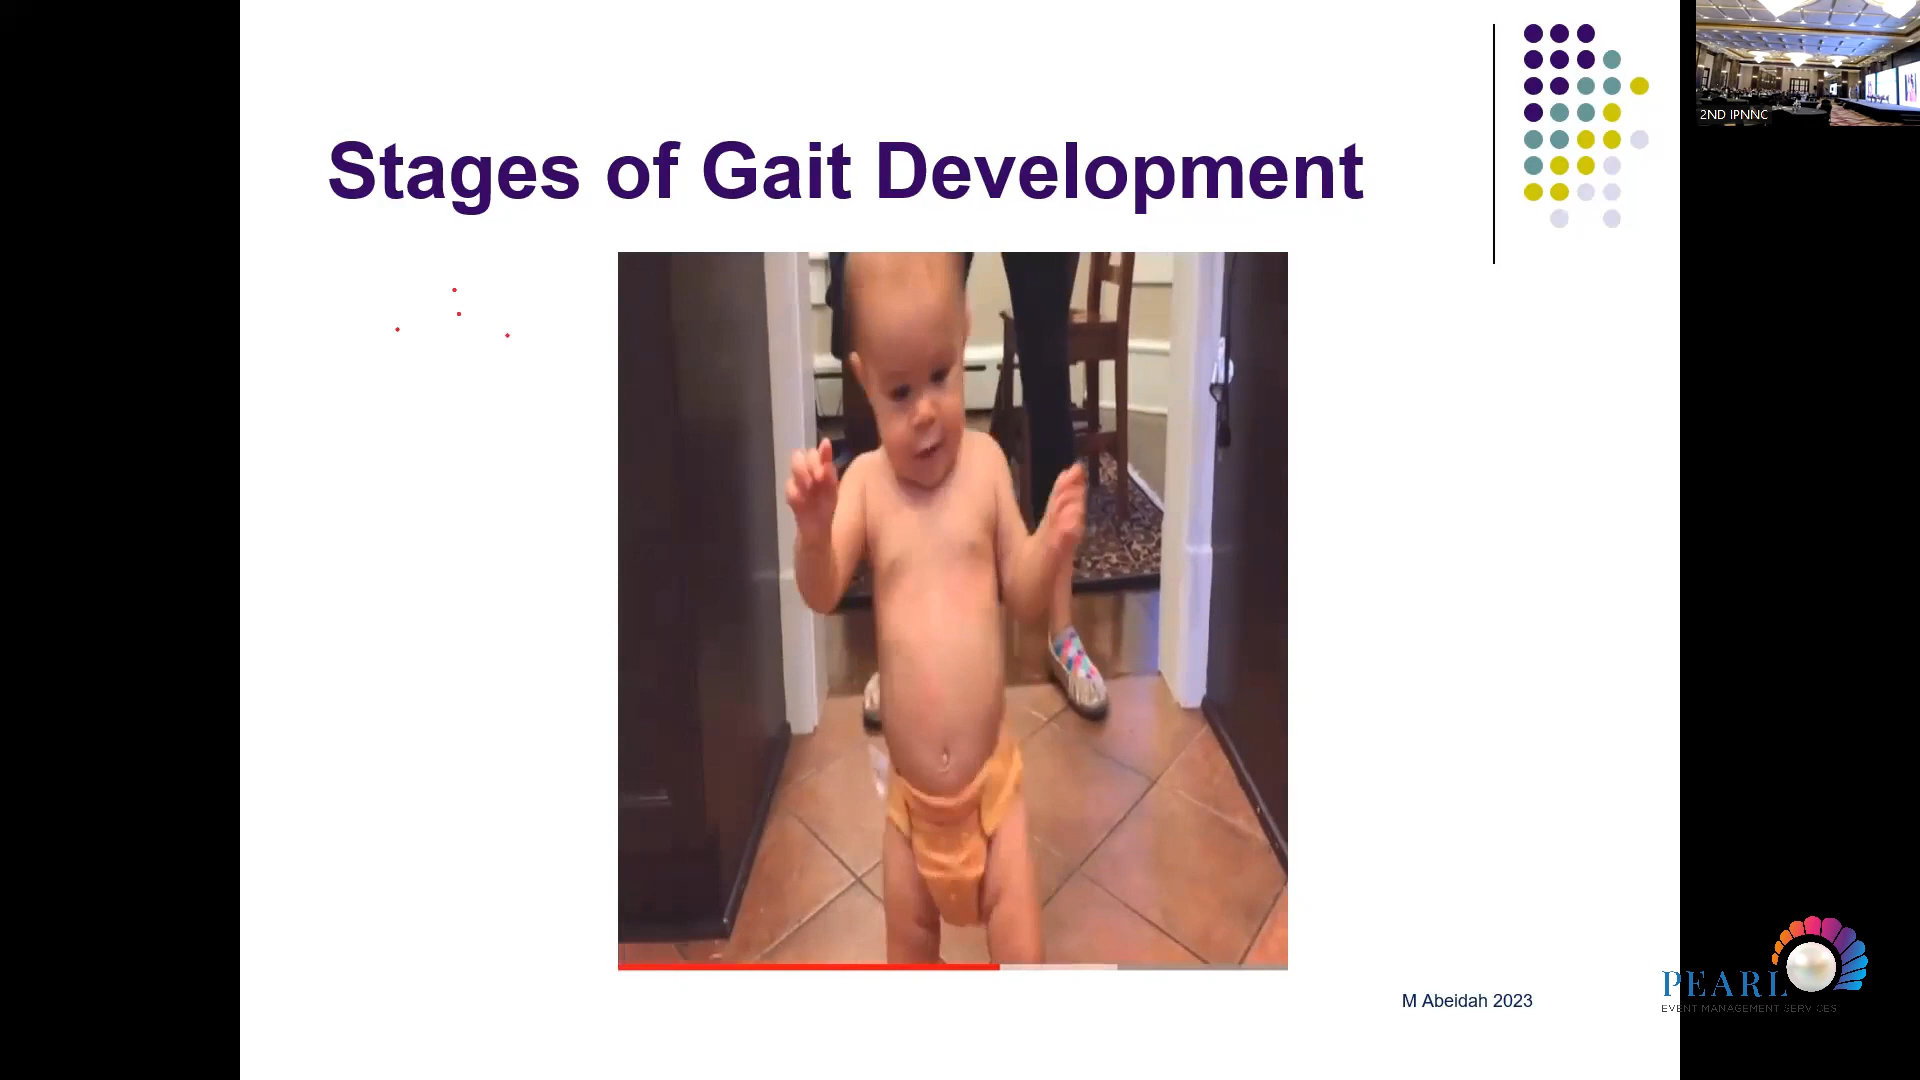 2ND IPNNC
Stages of Gait Development
M Abeidah 2023
PEARL
EVENT MANAGEMENT SERVICES